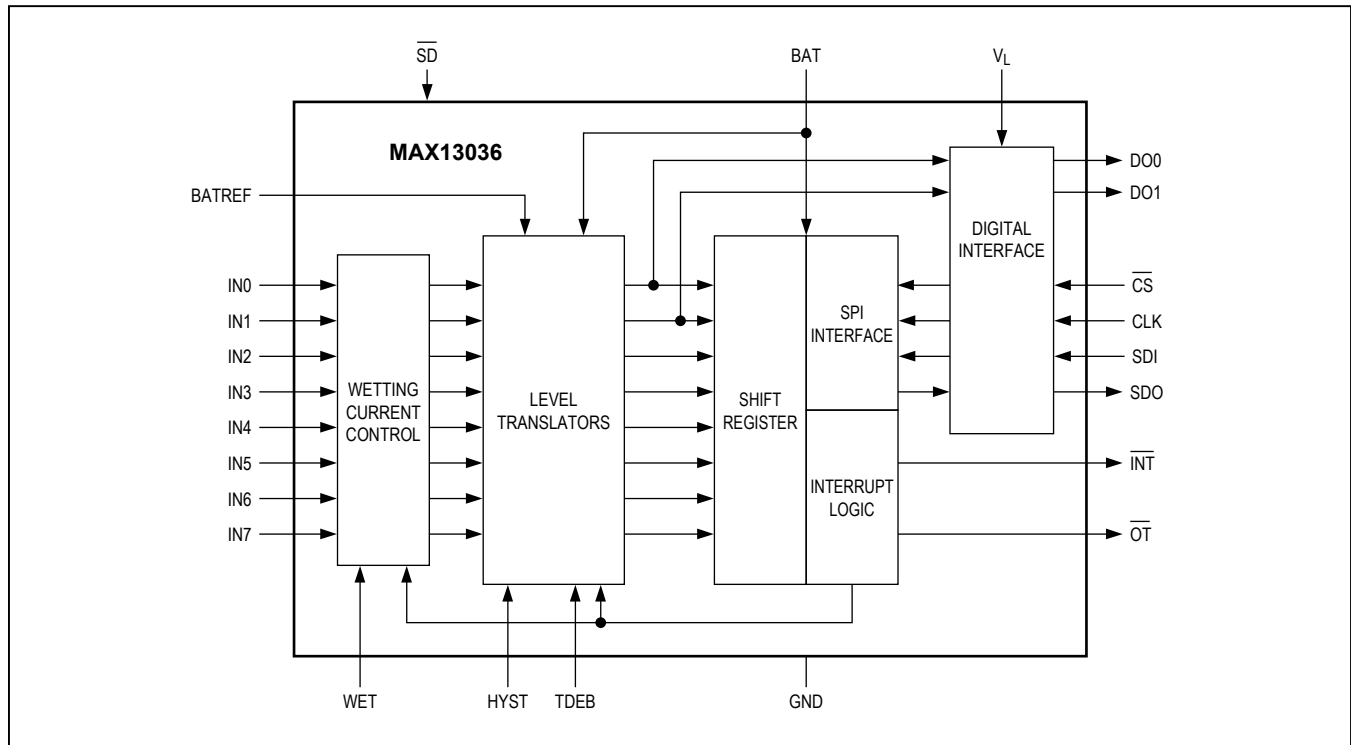 SD
BAT
VL
MAX13036
BATREF
DO0
DO1
DIGITAL
INTERFACE
IN0
IN1
IN2
IN3
IN4
IN5
IN6
IN7
WETTING
CURRENT
CONTROL
LEVEL
TRANSLATORS
SHIFT
REGISTER
SPI
INTERFACE
INTERRUPT
LOGIC
CS
CLK
SDI
SDO
INT
OT
WET
HYST
TDEB
GND